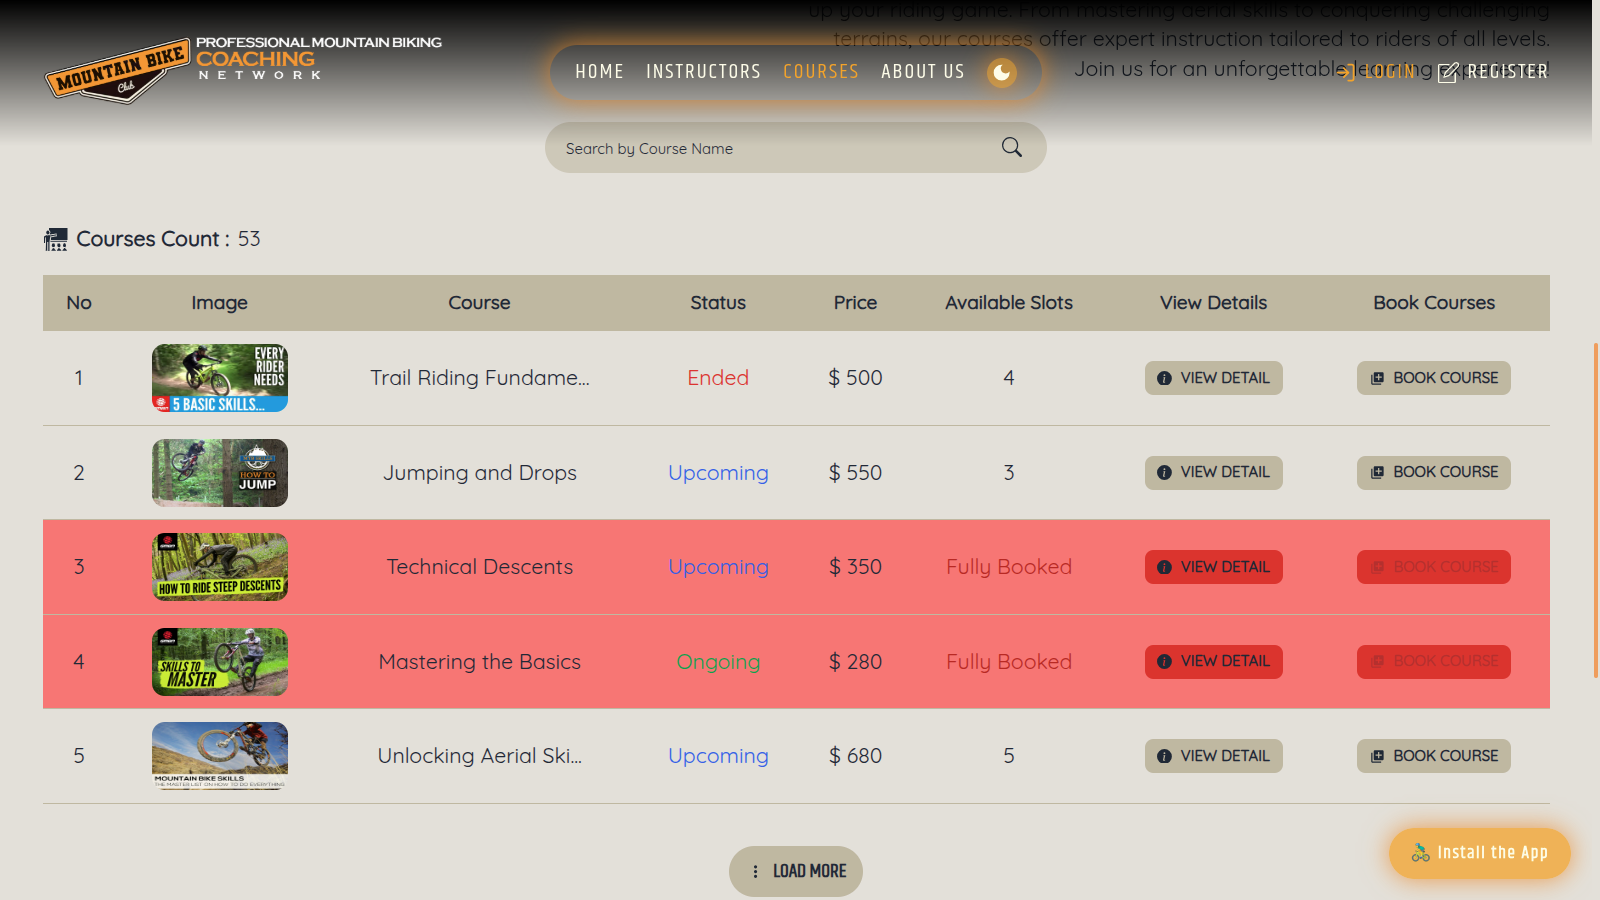 up your riding game. From mastering aerial skills to conquering challenging
terrains, our courses offer expert instruction tailored to riders of all levels.
Join us for an unforgettable learning experience!
MOUNTAIN BIKE
Club
PROFESSIONAL MOUNTAIN BIKING
COACHING
NETWORK
HOME INSTRUCTORS COURSES ABOUT US
LOGIN REGISTER
Search by Course Name
Courses Count : 53
No Image Course Status Price Available Slots View Details Book Courses
1 Trail Riding Fundame... Ended $ 500 4 VIEW DETAIL BOOK COURSE
EVERY
RIDER
NEEDS
5 BASIC SKILLS...
2 Jumping and Drops Upcoming $ 550 3 VIEW DETAIL BOOK COURSE
HOW TO
JUMP
3 Technical Descents Upcoming $ 350 Fully Booked VIEW DETAIL BOOK COURSE
HOW TO RIDE STEEP DESCENTS
4 Mastering the Basics Ongoing $ 280 Fully Booked VIEW DETAIL BOOK COURSE
SKILLS TO
MASTER
5 Unlocking Aerial Ski... Upcoming $ 680 5 VIEW DETAIL BOOK COURSE
MOUNTAIN BIKE SKILLS
THE MASTER LIST ON HOW TO DO EVERYTHING
LOAD MORE
Install the App